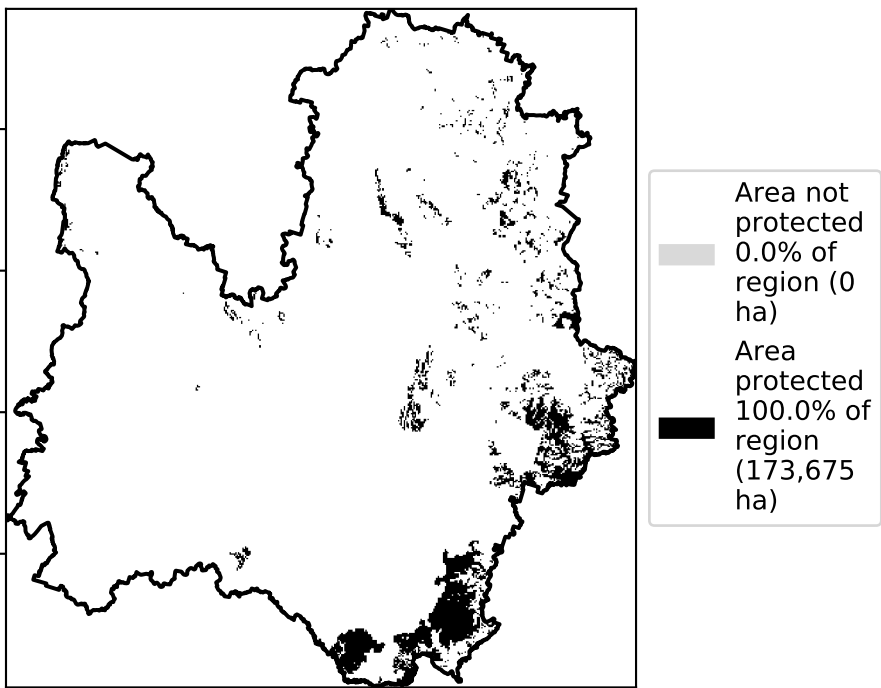 Area not
protected
0.0% of
region (0
ha)
Area
protected
100.0% of
region
(173,675
ha)